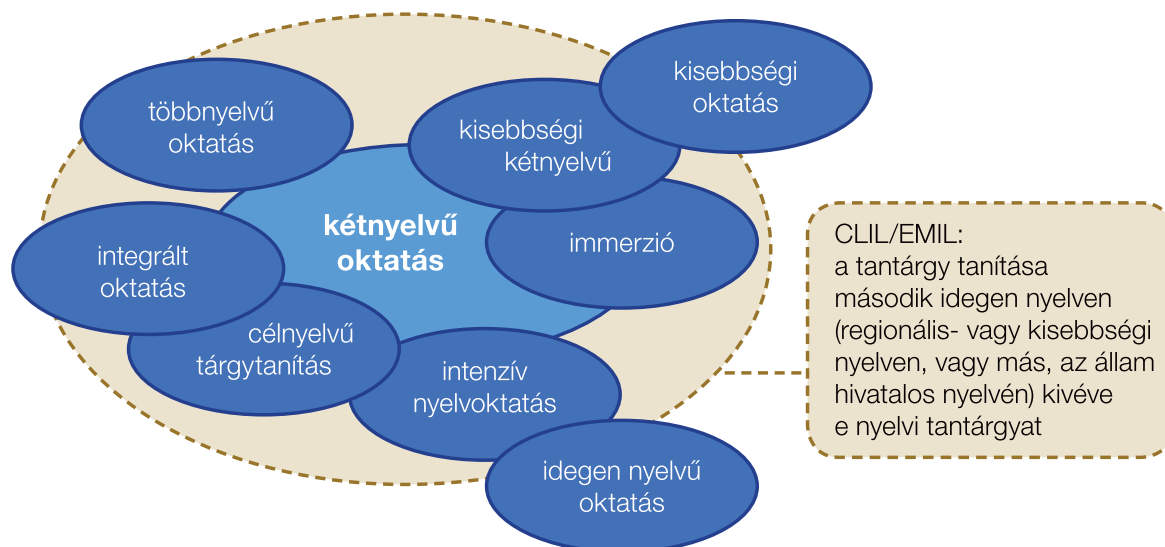 többnyelvű
oktatás
kisebbségi
kétnyelvű
kisebbségi
oktatás
kétnyelvű
oktatás
immerzió
integrált
oktatás
célnyelvű
tárgytanítás
intenzív
nyelvoktatás
idegen nyelvű
oktatás
CLIL/EMIL:
a tantárgy tanítása
második idegen nyelven
(regionális- vagy kisebbségi
nyelven, vagy más, az állam
hivatalos nyelvén) kivéve
e nyelvi tantárgyat